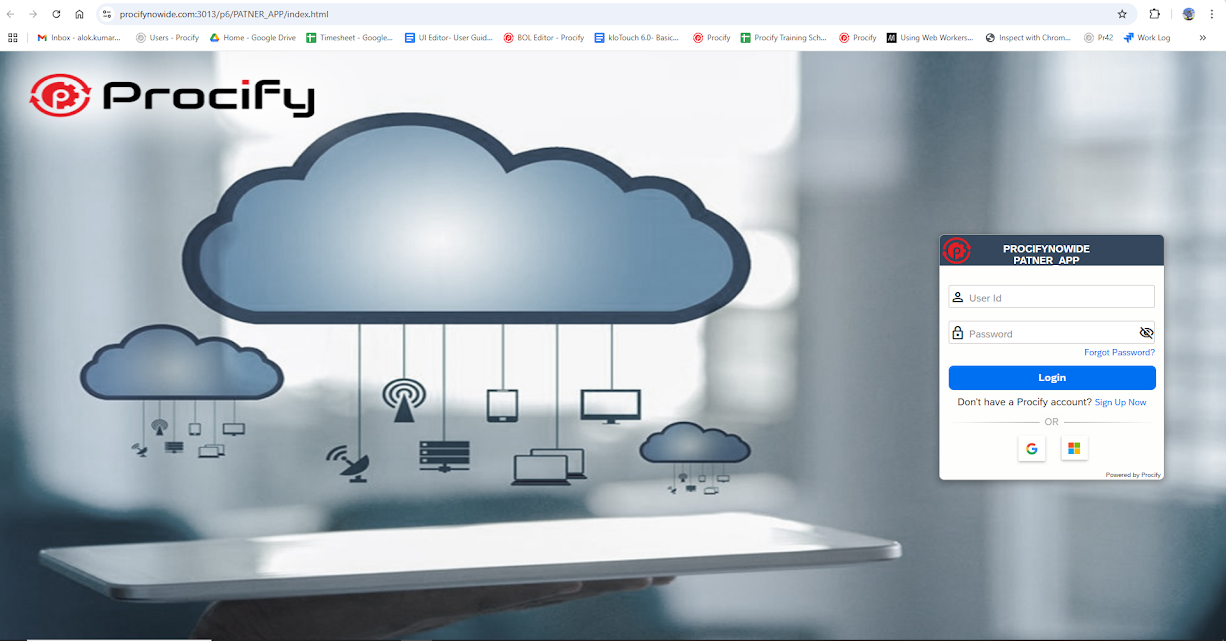 procifynowide.com:3013/p6/PATNER_APP/index.html
Inbox - alok.kumar...
Users - Procify
Home - Google Drive
Timesheet - Google...
UI Editor- User Guid...
BOL Editor - Procify
kloTouch 6.0- Basic...
Procify
Procify Training Sch...
Procify
Using Web Workers...
Inspect with Chrom...
Pr42
Work Log
Procify
PROCIFYNOWIDE
PATNER_APP
User Id
Password
Forgot Password?
Login
Don't have a Procify account? Sign Up Now
OR
Powered by Procify